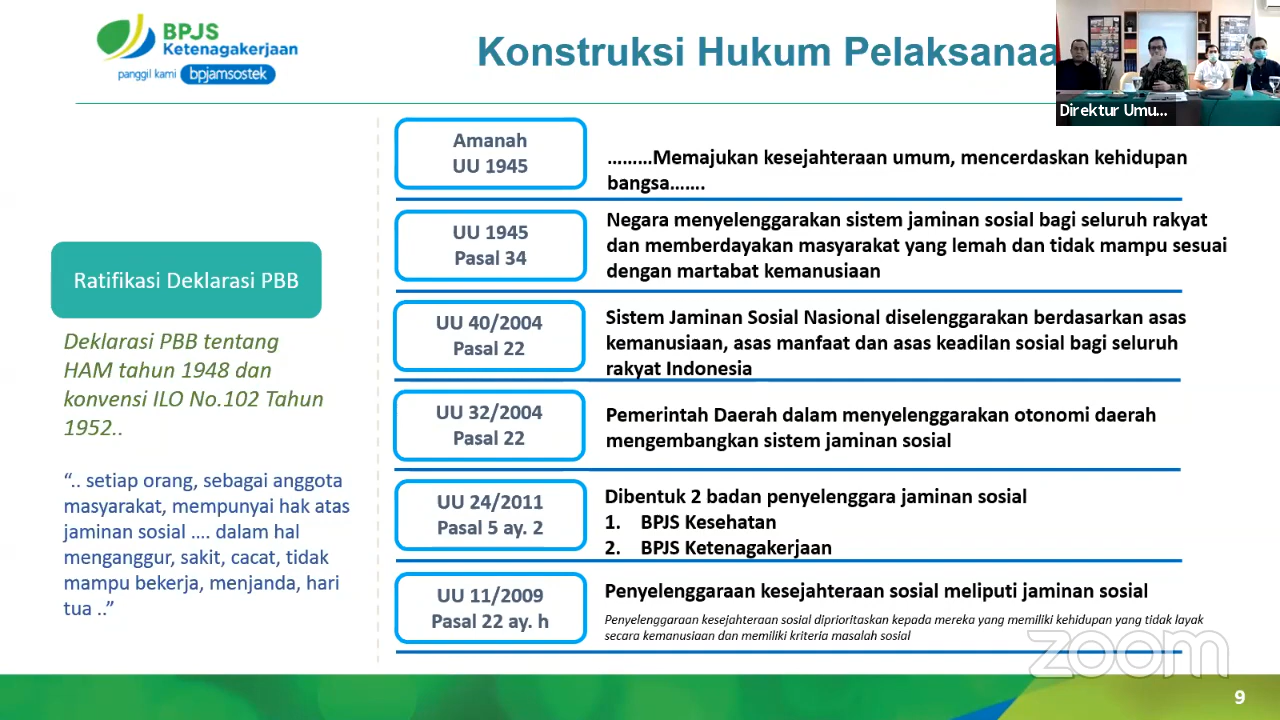 BPJS
Ketenagakerjaan
panggil kami bpjamsostek
Konstruksi Hukum Pelaksanaa
Direktur Umu...
Ratifikasi Deklarasi PBB
Deklarasi PBB tentang
HAM tahun 1948 dan
konvensi ILO No.102 Tahun
1952..
“.. setiap orang, sebagai anggota
masyarakat, mempunyai hak atas
jaminan sosial .... dalam hal
menganggur, sakit, cacat, tidak
mampu bekerja, menjanda, hari
tua ..”
Amanah
UU 1945
.........Memajukan kesejahteraan umum, mencerdaskan kehidupan
bangsa.......
UU 1945
Pasal 34
Negara menyelenggarakan sistem jaminan sosial bagi seluruh rakyat
dan memberdayakan masyarakat yang lemah dan tidak mampu sesuai
dengan martabat kemanusiaan
UU 40/2004
Pasal 22
Sistem Jaminan Sosial Nasional diselenggarakan berdasarkan asas
kemanusiaan, asas manfaat dan asas keadilan sosial bagi seluruh
rakyat Indonesia
UU 32/2004
Pasal 22
Pemerintah Daerah dalam menyelenggarakan otonomi daerah
mengembangkan sistem jaminan sosial
UU 24/2011
Pasal 5 ay. 2
Dibentuk 2 badan penyelenggara jaminan sosial
1. BPJS Kesehatan
2. BPJS Ketenagakerjaan
UU 11/2009
Pasal 22 ay. h
Penyelenggaraan kesejahteraan sosial meliputi jaminan sosial
Penyelenggaraan kesejahteraan sosial diprioritaskan kepada mereka yang memiliki kehidupan yang tidak layak
secara kemanusiaan dan memiliki kriteria masalah sosial
zoom
9